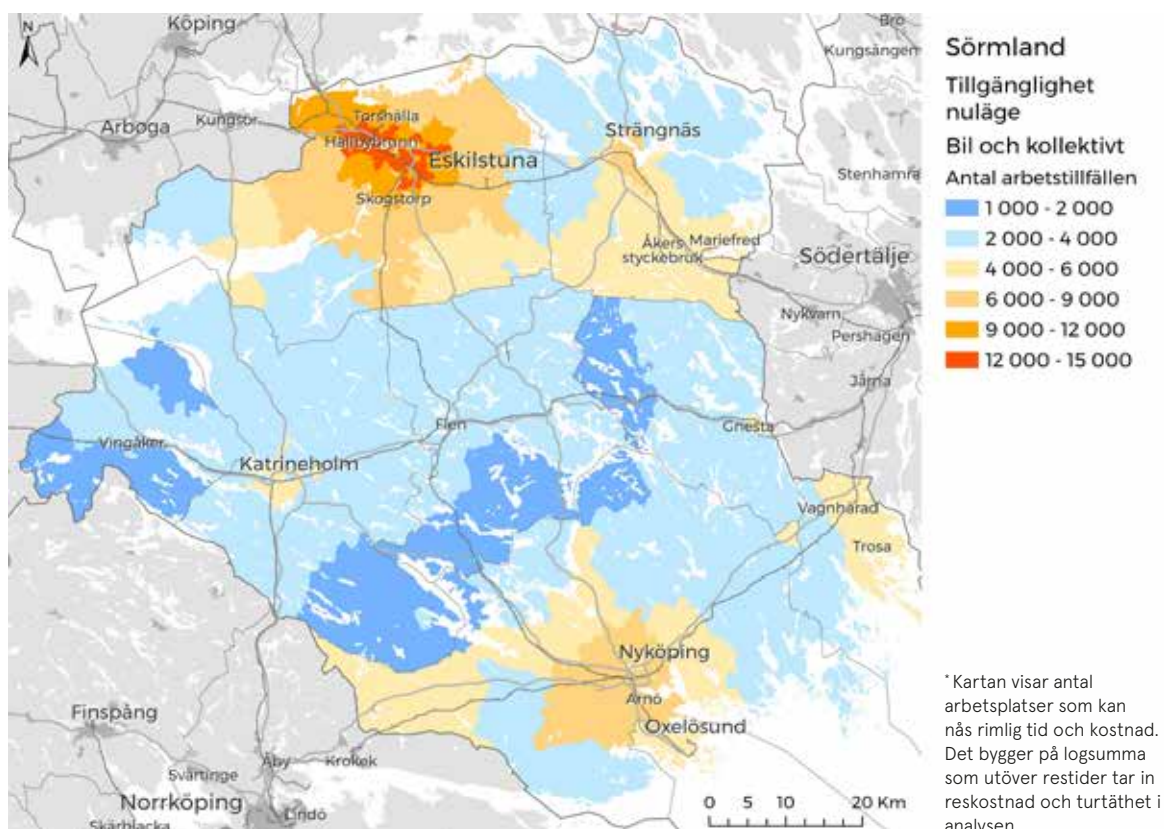 N
Köping
Bro
Kungsängen
Arboga
Kungsör
Torshälla
Hällbybrunn
Eskilstuna
Strängnäs
Stenhamra
Skogstorp
Åkers
styckebruk
Mariefred
Södertälje
Nykvarn
Pershagen
Järna
Flen
Gnesta
Vingåker
Katrineholm
Vagnhärad
Trosa
Nyköping
Arnö
Oxelösund
Finspång
Svärtinge
Åby
Krokek
Norrköping
Lindö
Skärblacka
0 5 10 20 Km
Sörmland
Tillgänglighet
nuläge
Bil och kollektivt
Antal arbetstillfällen
1 000 - 2 000
2 000 - 4 000
4 000 - 6 000
6 000 - 9 000
9 000 - 12 000
12 000 - 15 000
* Kartan visar antal
arbetsplatser som kan
nås rimlig tid och kostnad.
Det bygger på logsumma
som utöver restider tar in
reskostnad och turtäthet i
analysen